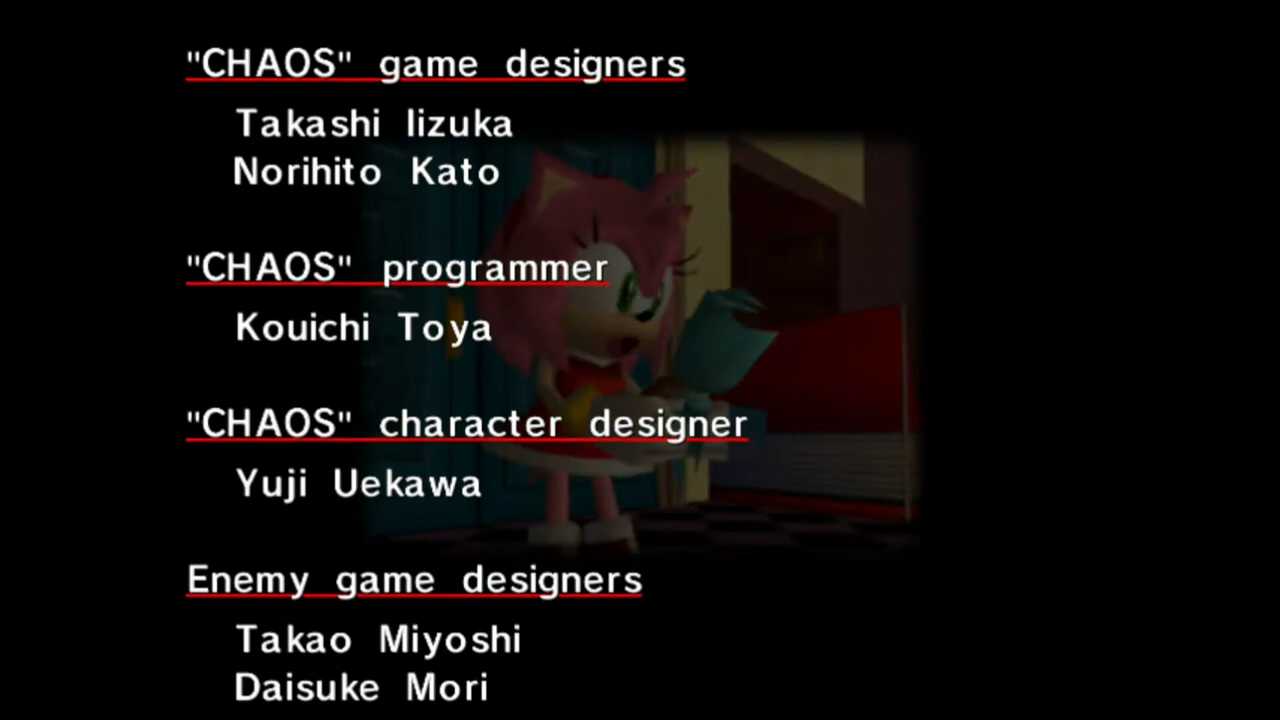 "CHAOS" game designers
Takashi Iizuka
Norihito Kato
"CHAOS" programmer
Kouichi Toya
"CHAOS" character designer
Yuji Uekawa
Enemy game designers
Takao Miyoshi
Daisuke Mori